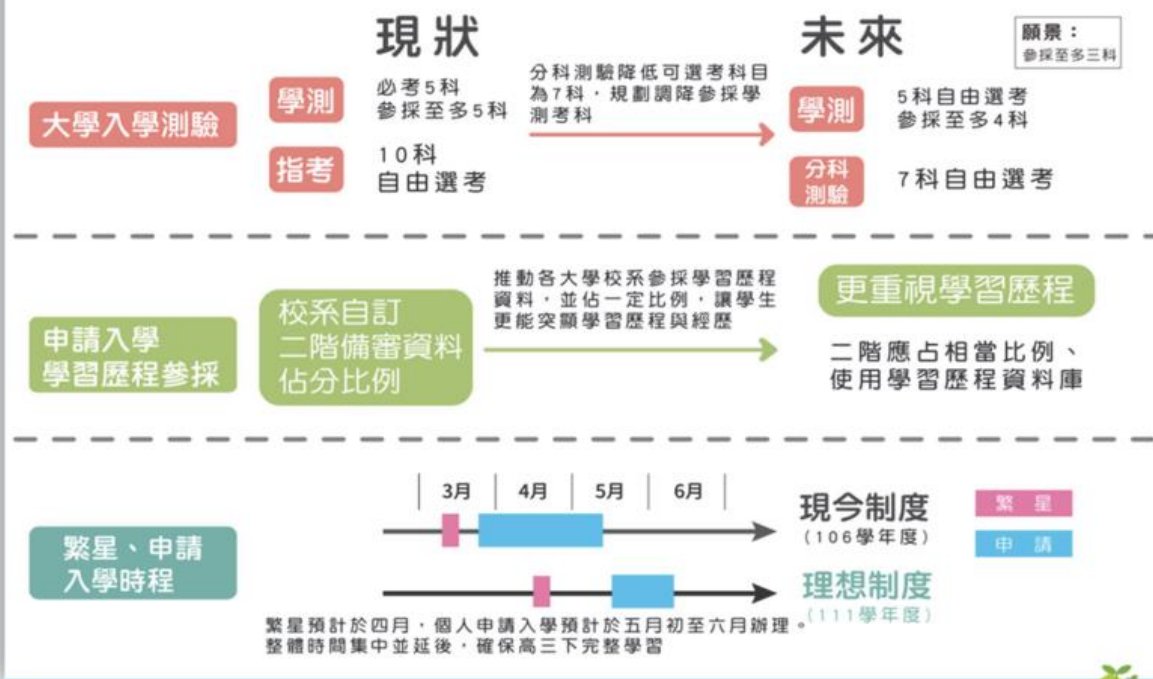 現狀
未來
願景：
參採至多三科
大學入學測驗
學測
必考5科
參採至多5科
指考
10科
自由選考
分科測驗降低可選考科目
為7科，規劃調降參採學
測考科
學測
5科自由選考
參採至多4科
分科
測驗
7科自由選考
申請入學
學習歷程參採
校系自訂
二階備審資料
佔分比例
推動各大學校系參採學習歷程
資料，並佔一定比例，讓學生
更能突顯學習歷程與經歷
更重視學習歷程
二階應占相當比例、
使用學習歷程資料庫
繁星、申請
入學時程
3月
4月
5月
6月
現今制度
(106學年度)
繁 星
申 請
理想制度
(111學年度)
繁星預計於四月，個人申請入學預計於五月初至六月辦理。
整體時間集中並延後，確保高三下完整學習